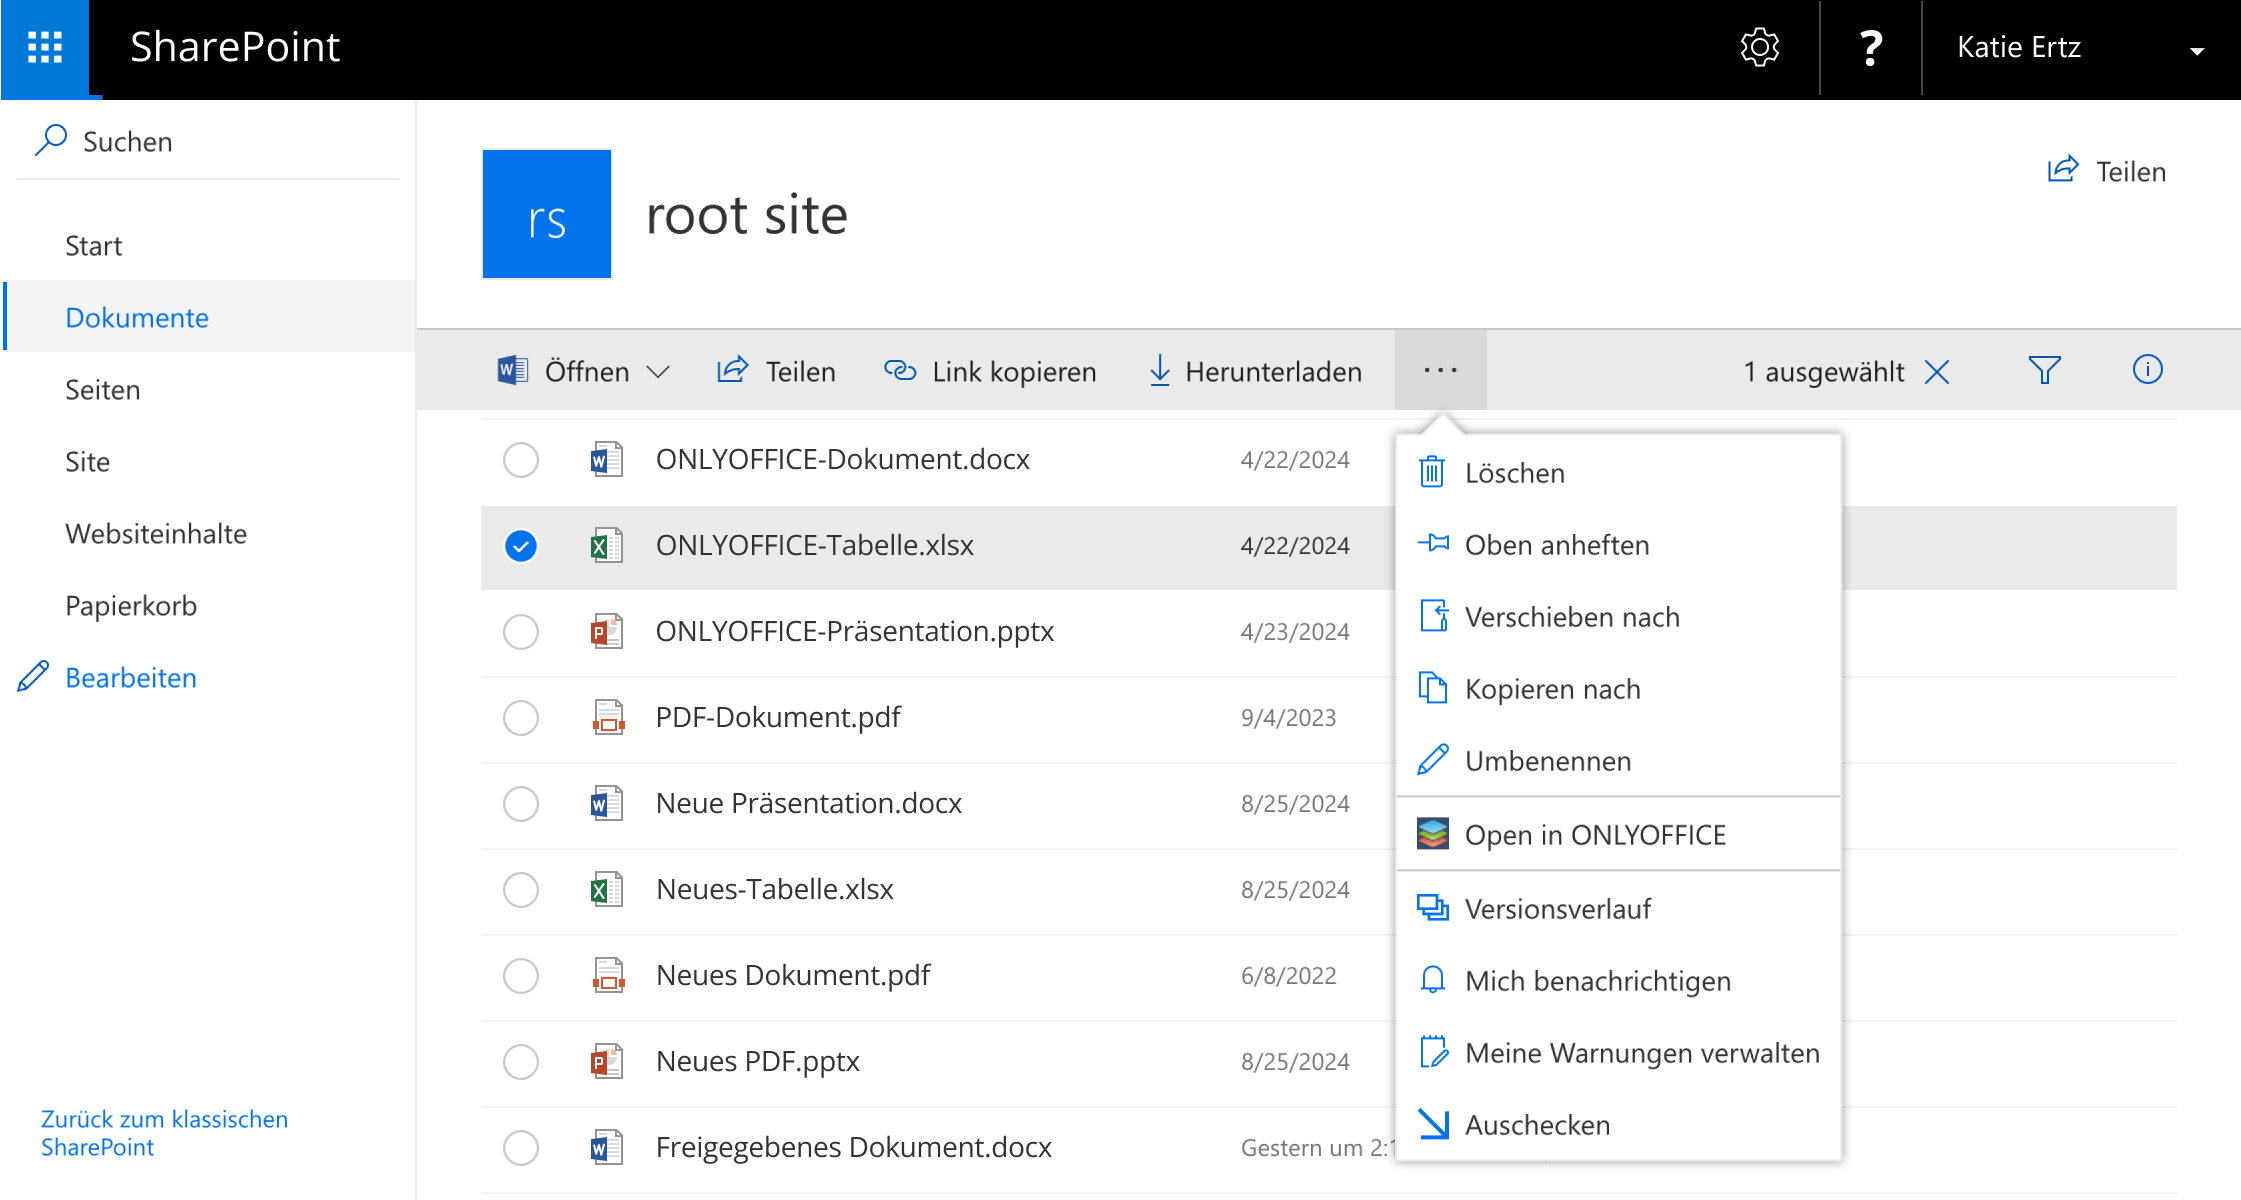 SharePoint
?
Katie Ertz
Suchen
Start
Dokumente
Seiten
Site
Websiteinhalte
Papierkorb
Bearbeiten
Zurück zum klassischen
SharePoint
rs
root site
Teilen
Öffnen
Teilen
Link kopieren
Herunterladen
...
1 ausgewählt
ONLYOFFICE-Dokument.docx 4/22/2024
ONLYOFFICE-Tabelle.xlsx 4/22/2024
ONLYOFFICE-Präsentation.pptx 4/23/2024
PDF-Dokument.pdf 9/4/2023
Neue Präsentation.docx 8/25/2024
Neues-Tabelle.xlsx 8/25/2024
Neues Dokument.pdf 6/8/2022
Neues PDF.pptx 8/25/2024
Freigegebenes Dokument.docx Gestern um
Löschen
Oben anheften
Verschieben nach
Kopieren nach
Umbenennen
Open in ONLYOFFICE
Versionsverlauf
Mich benachrichtigen
Meine Warnungen verwalten
Auschecken